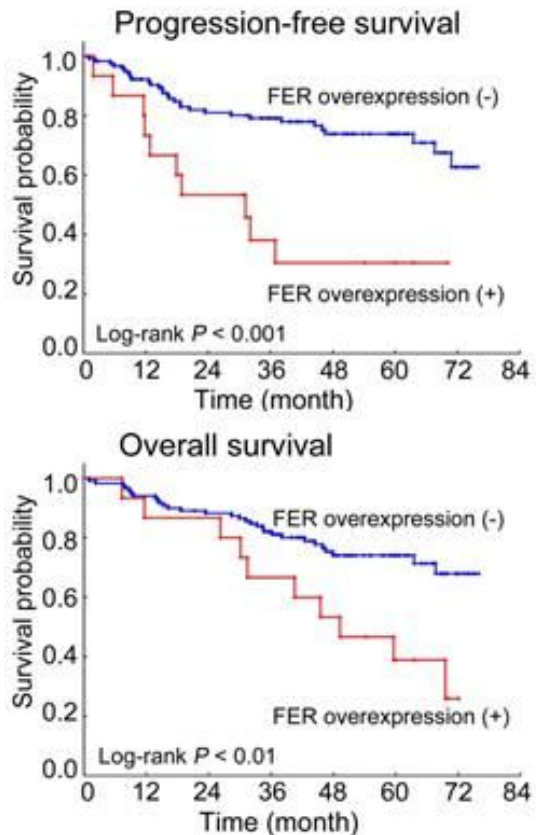 Progression-free survival
Survival probability
1.0
0.8
0.6
0.4
0.2
0.0
FER overexpression (-)
FER overexpression (+)
Log-rank P < 0.001
0 12 24 36 48 60 72 84
Time (month)
Overall survival
Survival probability
1.0
0.8
0.6
0.4
0.2
0.0
FER overexpression (-)
FER overexpression (+)
Log-rank P < 0.01
0 12 24 36 48 60 72 84
Time (month)